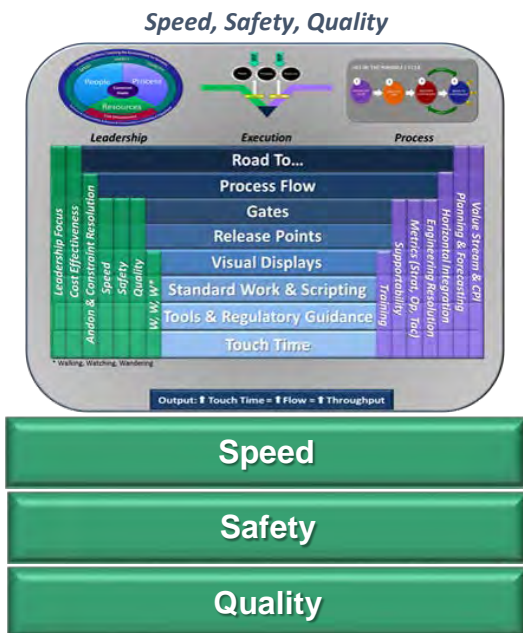 Speed, Safety, Quality
People
Process
Resources
Leadership
Execution
Process
Road To...
Process Flow
Gates
Release Points
Visual Displays
Standard Work & Scripting
Tools & Regulatory Guidance
Touch Time
Leadership Focus
Cost Effectiveness
Andon & Constraint Resolution
Speed
Safety
Quality
W, W, W*
Training
Supportability
Metrics (Strat, Op, Tac)
Engineering Resolution
Horizontal Integration
Planning & Forecasting
Value Stream & CPI
* Walking, Watching, Wandering
Output: ⬆ Touch Time = ⬆ Flow = ⬆ Throughput
Speed
Safety
Quality